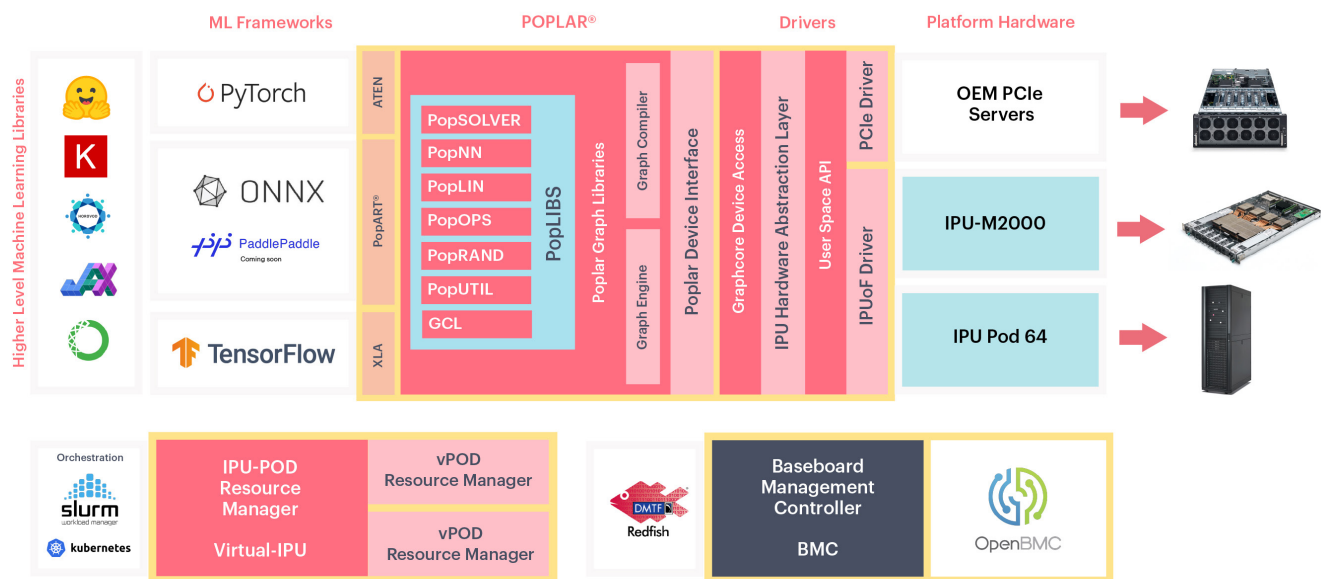 ML Frameworks
POPLAR®
Drivers
Platform Hardware
Higher Level Machine Learning Libraries
K
HOROVOD
JAX
PyTorch
ONNX
PaddlePaddle
Coming soon
TensorFlow
ATEN
PopART®
XLA
PopSOLVER
PopNN
PopLIN
PopOPS
PopRAND
PopUTIL
GCL
PopLIBS
Poplar Graph Libraries
Graph Compiler
Graph Engine
Poplar Device Interface
Graphcore Device Access
IPU Hardware Abstraction Layer
User Space API
PCIe Driver
IPUoF Driver
OEM PCIe
Servers
IPU-M2000
IPU Pod 64
Orchestration
slurm
workload manager
kubernetes
IPU-POD
Resource
Manager
Virtual-IPU
vPOD
Resource Manager
vPOD
Resource Manager
DMTF
Redfish
Baseboard
Management
Controller
BMC
OpenBMC